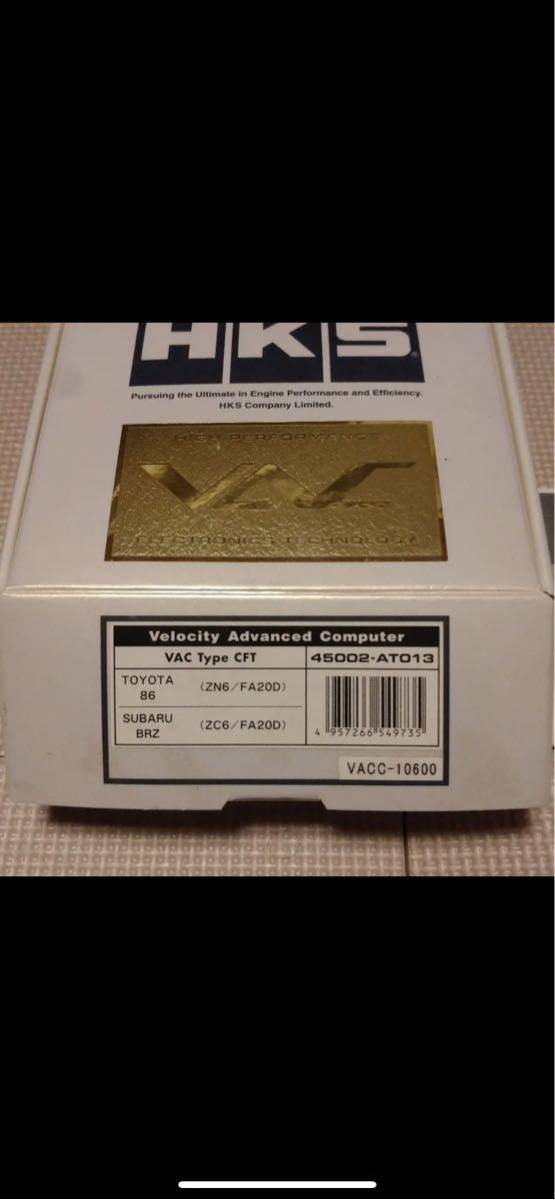 HKS
Pursuing the Ultimate in Engine Performance and Efficiency.
HKS Company Limited.
HIGH PERFORMANCE
VAC
ELECTRONICS TECHNOLOGY
Velocity Advanced Computer
VAC Type CFT
45002-AT013
TOYOTA
86
(ZN6/FA20D)
SUBARU
BRZ
(ZC6/FA20D)
4 957266 549735
VACC-10600